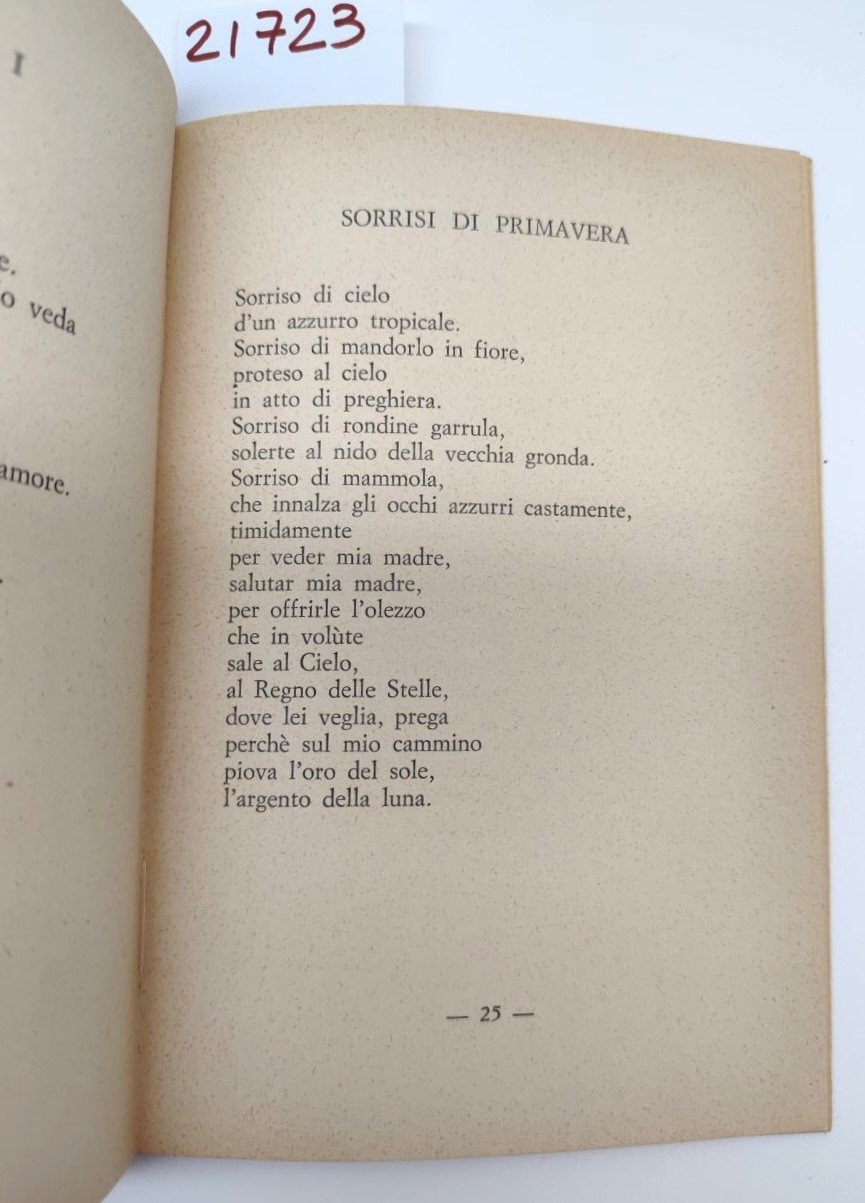 21723
I
e.
o veda
amore.
SORRISI DI PRIMAVERA
Sorriso di cielo
d'un azzurro tropicale.
Sorriso di mandorlo in fiore,
proteso al cielo
in atto di preghiera.
Sorriso di rondine garrula,
solerte al nido della vecchia gronda.
Sorriso di mammola,
che innalza gli occhi azzurri castamente,
timidamente
per veder mia madre,
salutar mia madre,
per offrirle l'olezzo
che in volùte
sale al Cielo,
al Regno delle Stelle,
dove lei veglia, prega
perchè sul mio cammino
piova l'oro del sole,
l'argento della luna.
— 25 —